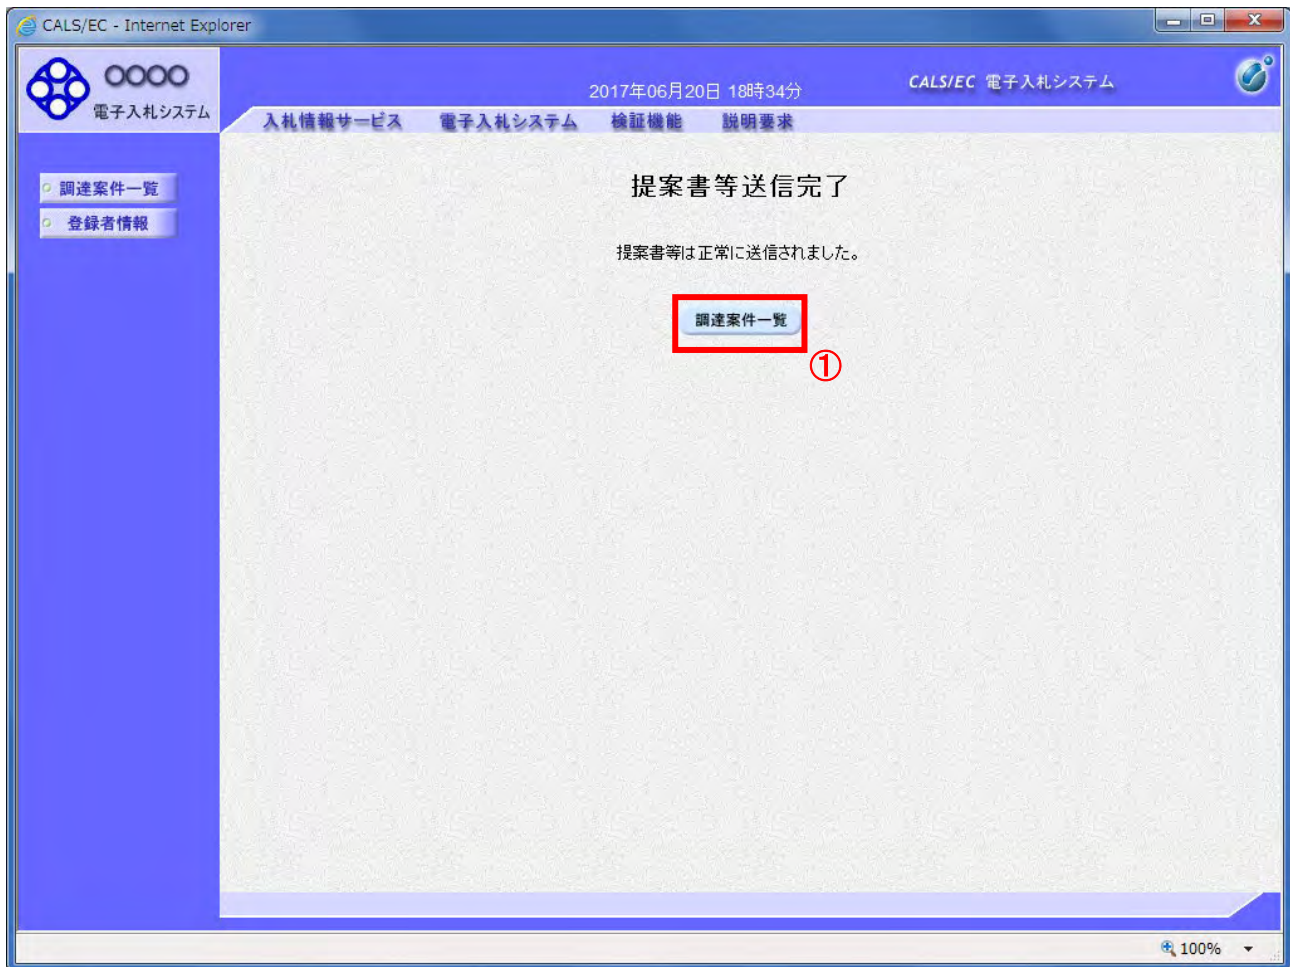 CALS/EC - Internet Explorer
〇〇〇〇
電子入札システム
2017年06月20日 18時34分
CALS/EC 電子入札システム
入札情報サービス 電子入札システム 検証機能 説明要求
調達案件一覧
登録者情報
提案書等送信完了
提案書等は正常に送信されました。
調達案件一覧
①
100%